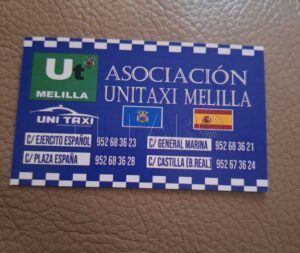 Ut
MELILLA
UNI TAXI
ASOCIACIÓN
UNITAXI MELILLA
C/ EJERCITO ESPAÑOL 952 68 36 23
C/ GENERAL MARINA 952 68 36 21
C/ PLAZA ESPAÑA 952 68 36 28
C/ CASTILLA (B.REAL) 952 67 36 24